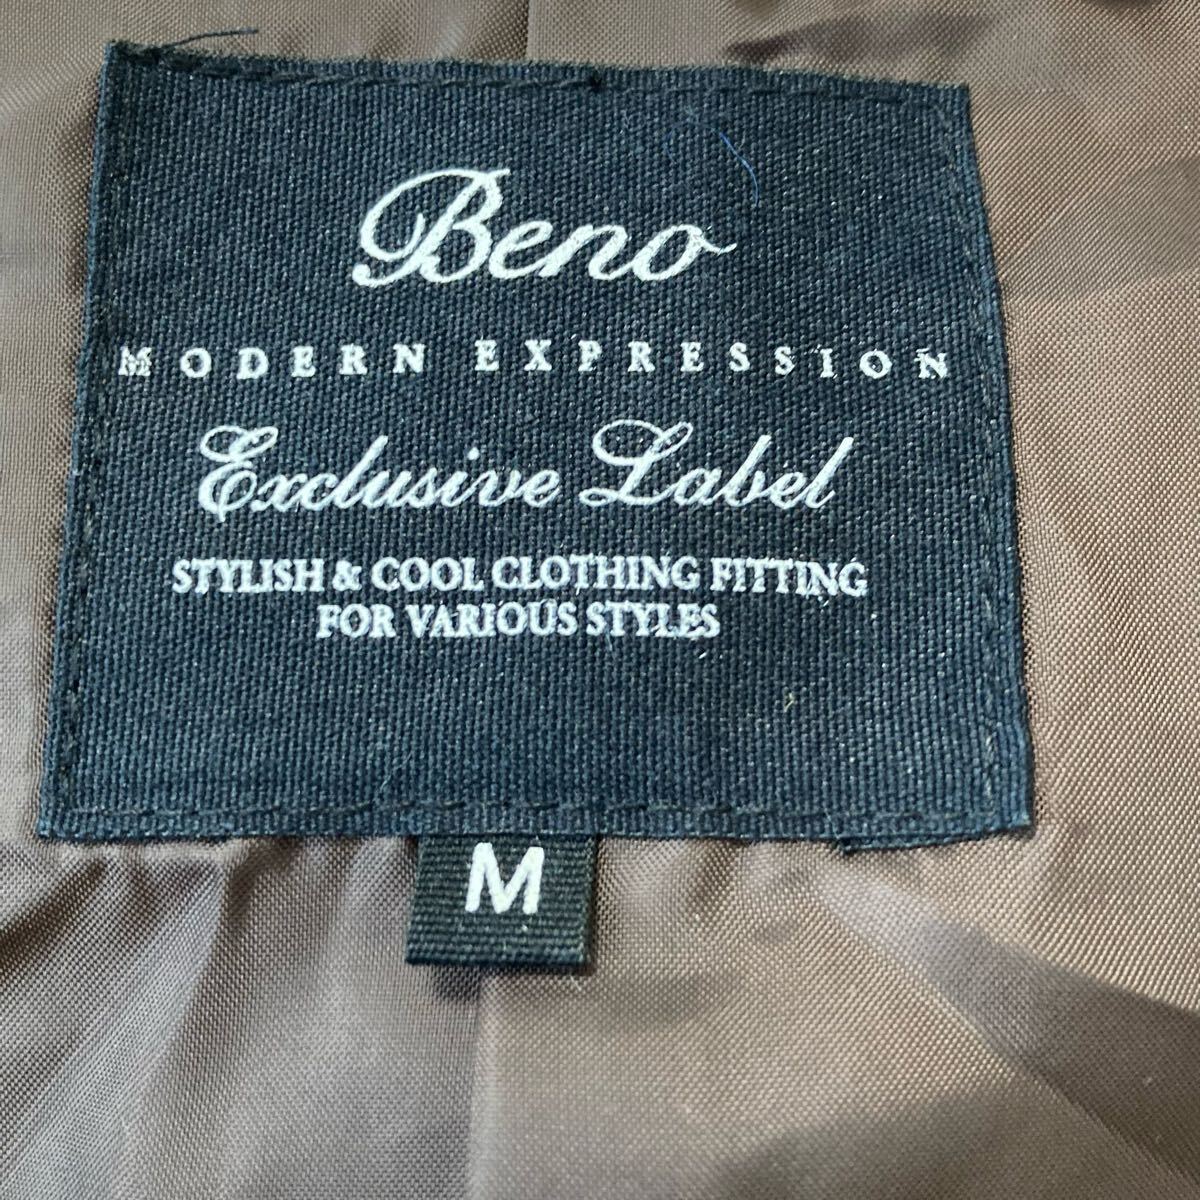 Beno
MODERN EXPRESSION
Exclusive Label
STYLISH & COOL CLOTHING FITTING
FOR VARIOUS STYLES
M